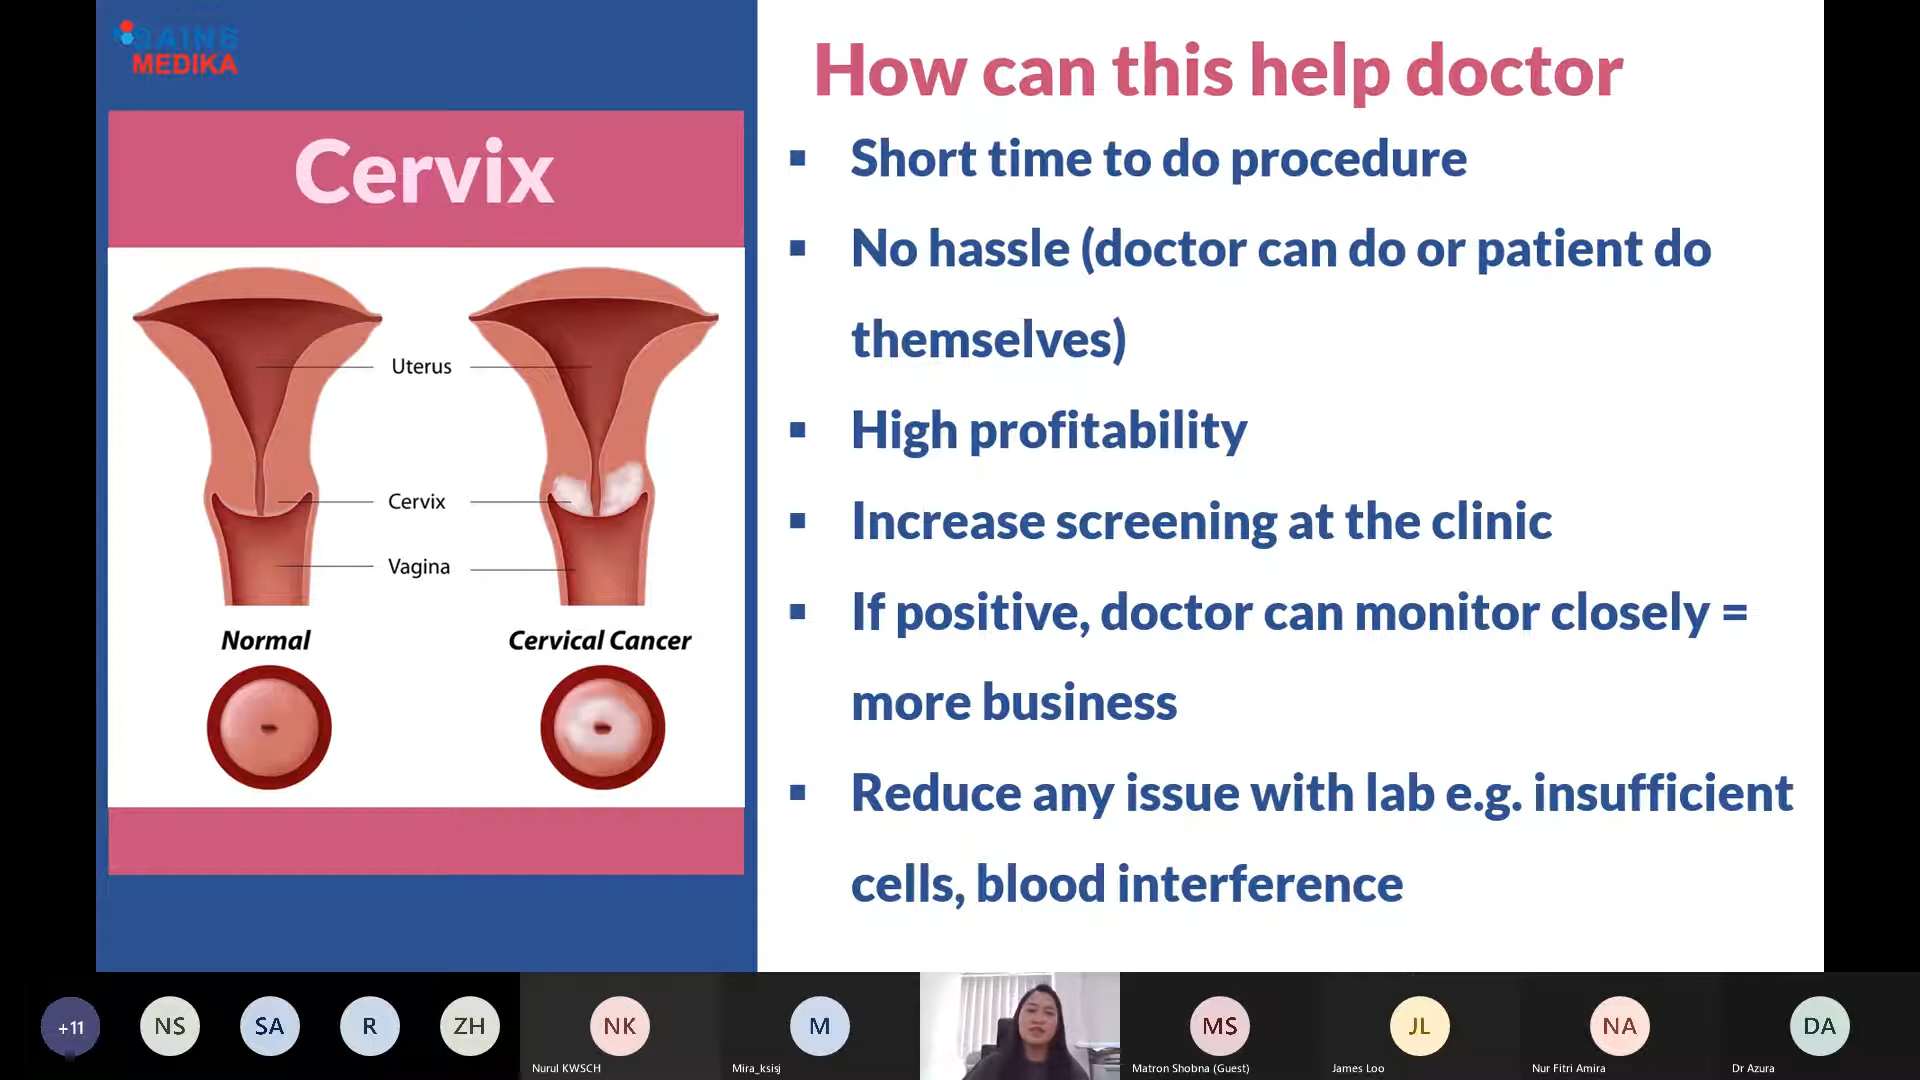 SAINS
MEDIKA
Cervix
Uterus
Cervix
Vagina
Normal
Cervical Cancer
How can this help doctor
▪ Short time to do procedure
▪ No hassle (doctor can do or patient do
themselves)
▪ High profitability
▪ Increase screening at the clinic
▪ If positive, doctor can monitor closely =
more business
▪ Reduce any issue with lab e.g. insufficient
cells, blood interference
+11
NS
SA
R
ZH
NK
Nurul KWSCH
M
Mira_ksisj
MS
Matron Shobna (Guest)
JL
James Loo
NA
Nur Fitri Amira
DA
Dr Azura